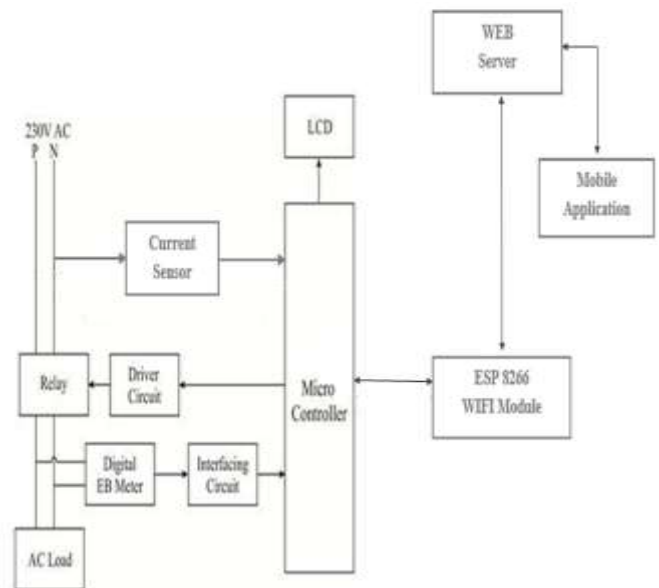 WEB
Server
LCD
230V AC
P N
Mobile
Application
Current
Sensor
Relay
Driver
Circuit
Micro
Controller
ESP 8266
WIFI Module
Digital
EB Meter
Interfacing
Circuit
AC Load